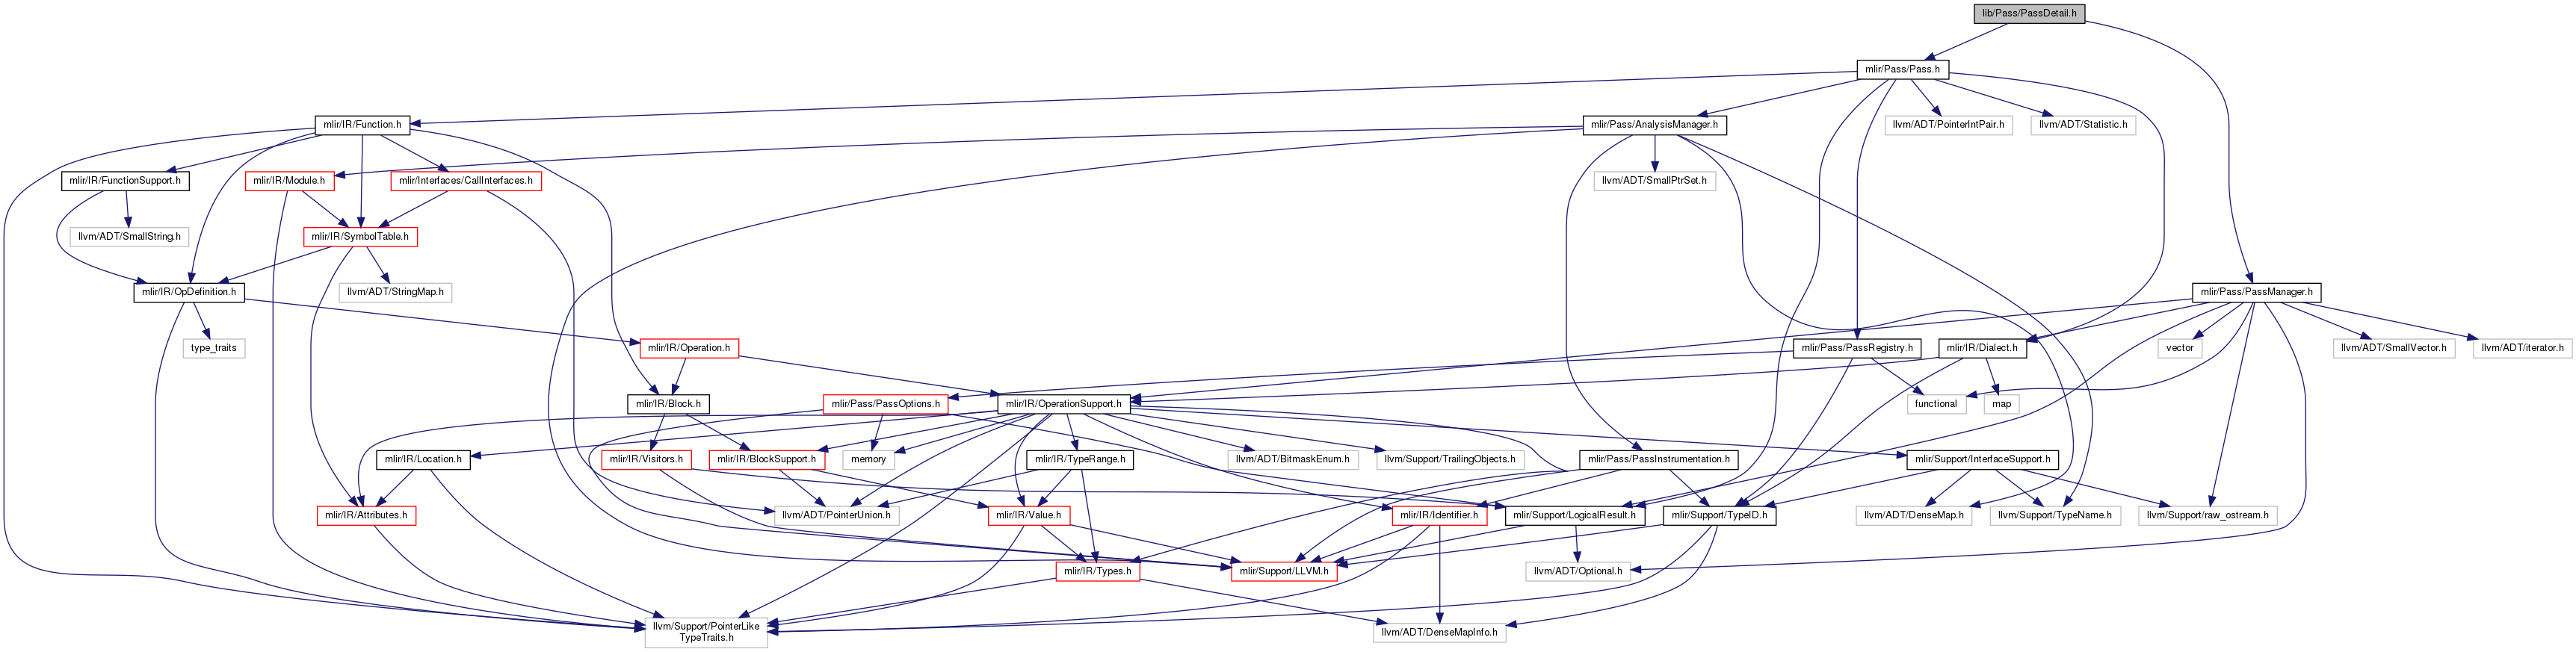 lib/Pass/PassDetail.h
mlir/Pass/Pass.h
mlir/IR/Function.h
mlir/Pass/AnalysisManager.h
llvm/ADT/PointerIntPair.h
llvm/ADT/Statistic.h
mlir/IR/FunctionSupport.h
mlir/IR/Module.h
mlir/Interfaces/CallInterfaces.h
llvm/ADT/SmallPtrSet.h
llvm/ADT/SmallString.h
mlir/IR/SymbolTable.h
mlir/IR/OpDefinition.h
llvm/ADT/StringMap.h
mlir/Pass/PassManager.h
type_traits
mlir/IR/Operation.h
mlir/Pass/PassRegistry.h
mlir/IR/Dialect.h
vector
llvm/ADT/SmallVector.h
llvm/ADT/iterator.h
mlir/IR/Block.h
mlir/Pass/PassOptions.h
mlir/IR/OperationSupport.h
functional
map
mlir/IR/Location.h
mlir/IR/Visitors.h
mlir/IR/BlockSupport.h
memory
mlir/IR/TypeRange.h
llvm/ADT/BitmaskEnum.h
llvm/Support/TrailingObjects.h
mlir/Pass/PassInstrumentation.h
mlir/Support/InterfaceSupport.h
mlir/IR/Attributes.h
llvm/ADT/PointerUnion.h
mlir/IR/Value.h
mlir/IR/Identifier.h
mlir/Support/LogicalResult.h
mlir/Support/TypeID.h
llvm/ADT/DenseMap.h
llvm/Support/TypeName.h
llvm/Support/raw_ostream.h
mlir/IR/Types.h
mlir/Support/LLVM.h
llvm/ADT/Optional.h
llvm/Support/PointerLike
TypeTraits.h
llvm/ADT/DenseMapInfo.h